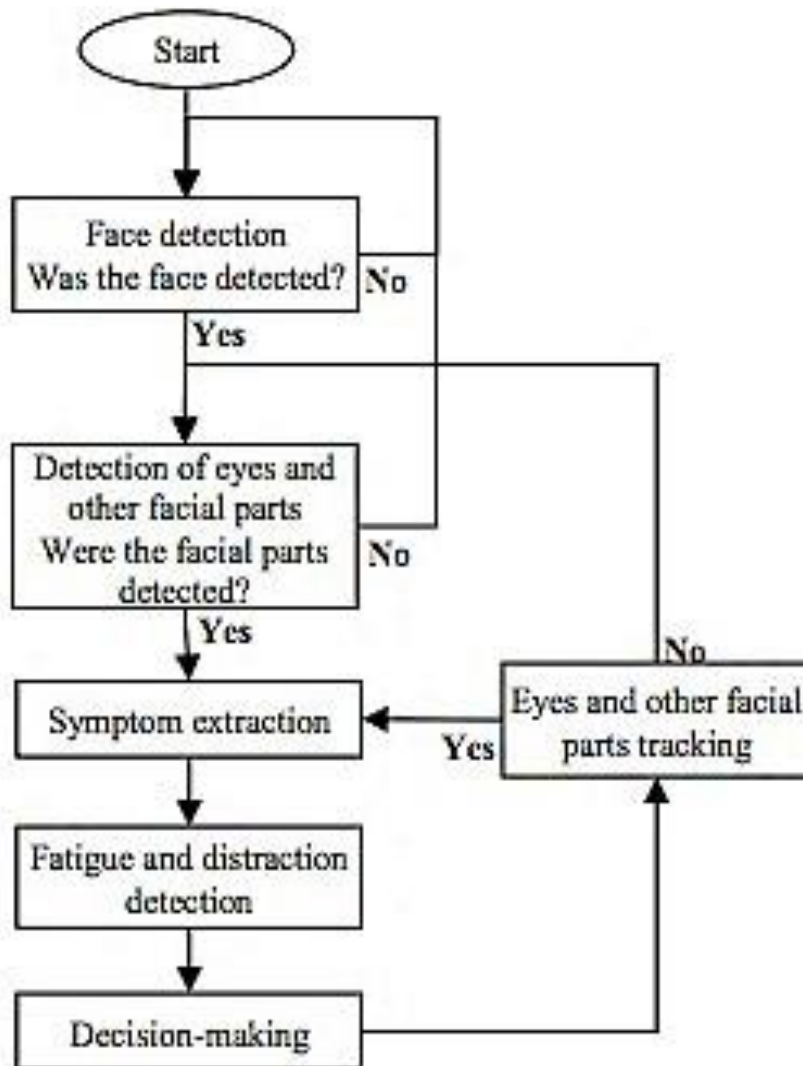 Start
Face detection
Was the face detected?
No
Yes
Detection of eyes and
other facial parts
Were the facial parts
detected?
No
Yes
No
Symptom extraction
Eyes and other facial
parts tracking
Yes
Fatigue and distraction
detection
Decision-making